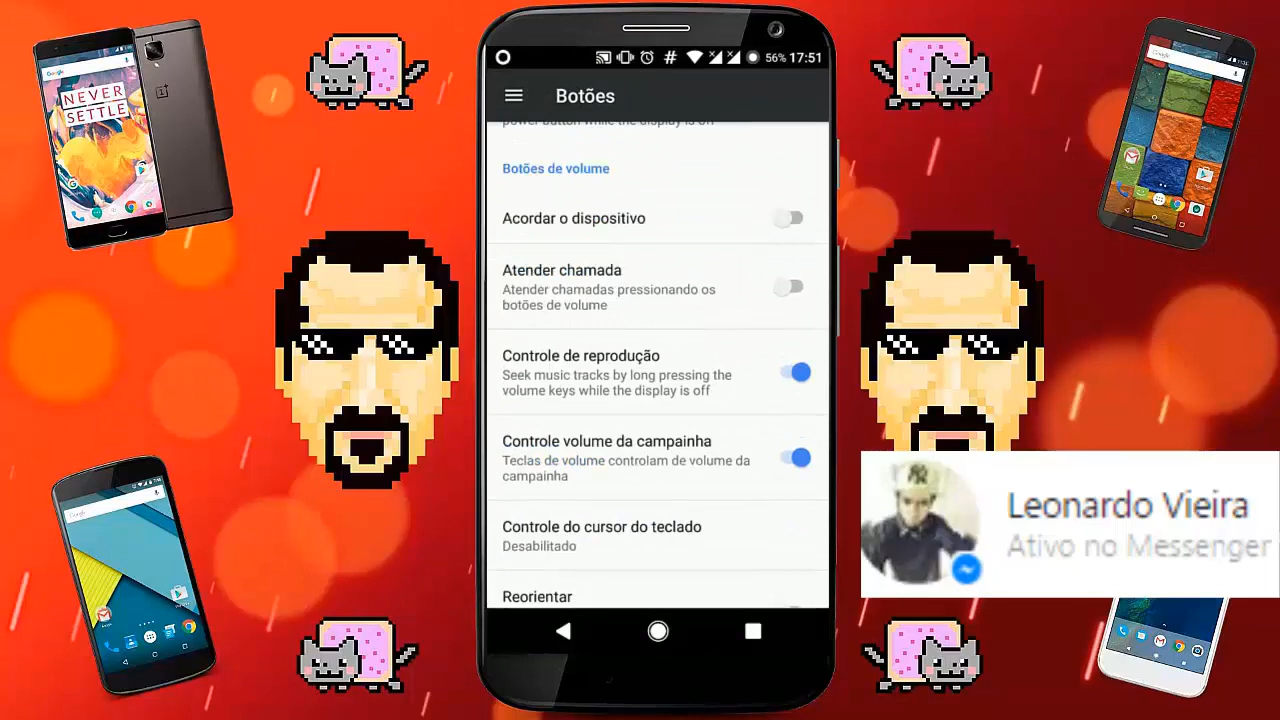 56% 17:51
Botões
power button while the display is off
Botões de volume
Acordar o dispositivo
Atender chamada
Atender chamadas pressionando os
botões de volume
Controle de reprodução
Seek music tracks by long pressing the
volume keys while the display is off
Controle volume da campainha
Teclas de volume controlam de volume da
campainha
Controle do cursor do teclado
Desabilitado
Reorientar
NEVER
SETTLE
Google
Google
Google
Leonardo Vieira
Ativo no Messenger